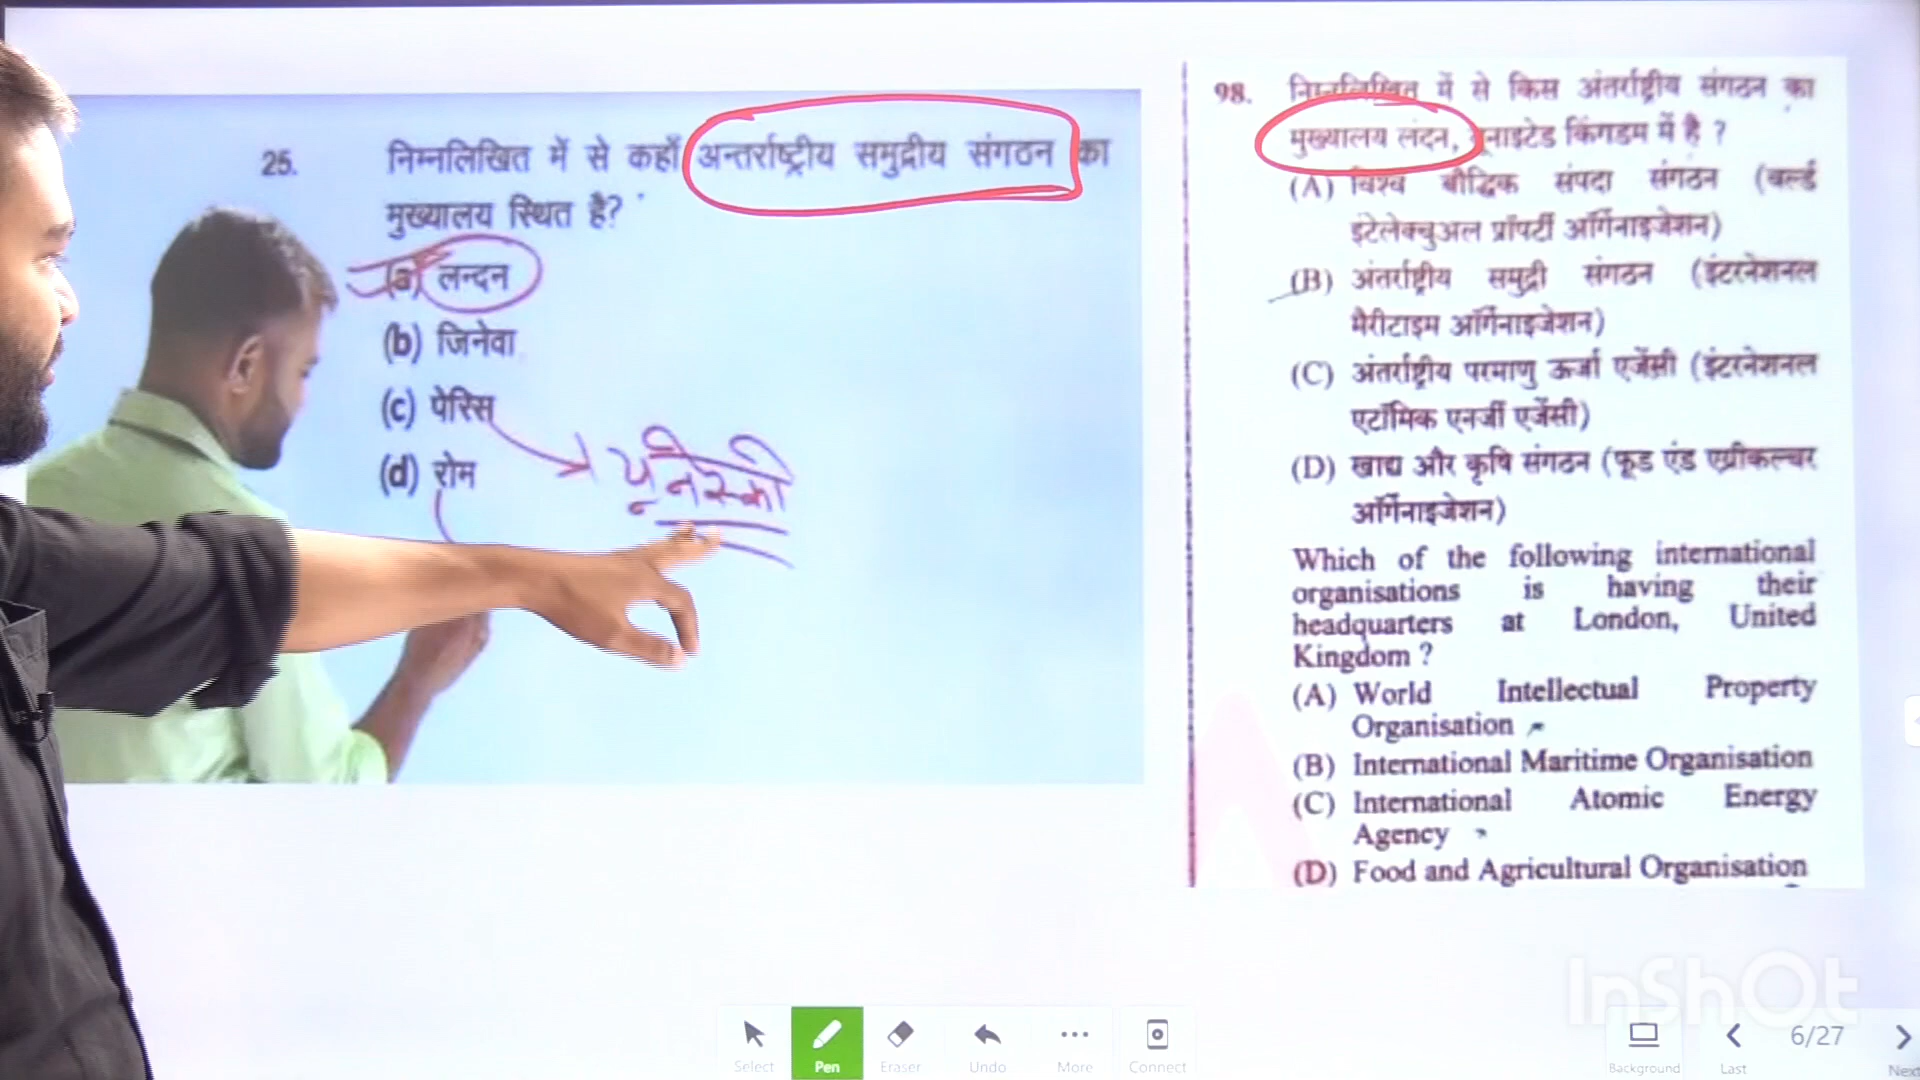 25. निम्नलिखित में से कहाँ अन्तर्राष्ट्रीय समुद्रीय संगठन का
मुख्यालय स्थित है?
(a) लन्दन
(b) जिनेवा
(c) पेरिस
(d) रोम
यूनेस्को
98. निम्नलिखित में से किस अंतर्राष्ट्रीय संगठन का
मुख्यालय लंदन, यूनाइटेड किंगडम में है ?
(A) विश्व बौद्धिक संपदा संगठन (वर्ल्ड
इंटेलेक्चुअल प्रॉपर्टी ऑर्गिनाइजेशन)
(B) अंतर्राष्ट्रीय समुद्री संगठन (इंटरनेशनल
मैरीटाइम ऑर्गिनाइजेशन)
(C) अंतर्राष्ट्रीय परमाणु ऊर्जा एजेंसी (इंटरनेशनल
एटॉमिक एनर्जी एजेंसी)
(D) खाद्य और कृषि संगठन (फूड एंड एग्रीकल्चर
ऑर्गिनाइजेशन)
Which of the following international
organisations is having their
headquarters at London, United
Kingdom ?
(A) World Intellectual Property
Organisation
(B) International Maritime Organisation
(C) International Atomic Energy
Agency
(D) Food and Agricultural Organisation
InShOt
Select Pen Eraser Undo More Connect
Background Last 6/27 Next